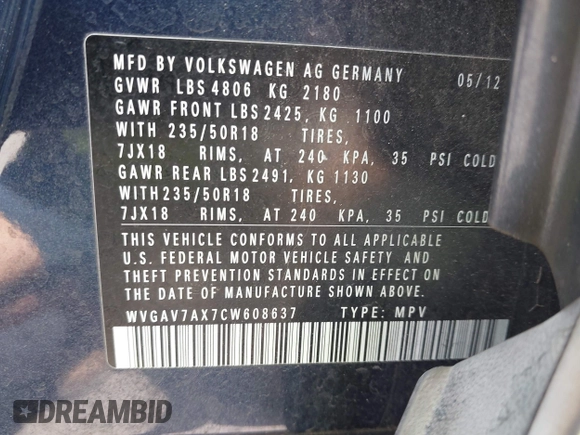 MFD BY VOLKSWAGEN AG GERMANY 05/12
GVWR LBS 4806 KG 2180
GAWR FRONT LBS 2425, KG 1100
WITH 235/50R18 TIRES,
7JX18 RIMS, AT 240 KPA, 35 PSI COLD
GAWR REAR LBS 2491, KG 1130
WITH235/50R18 TIRES,
7JX18 RIMS, AT 240 KPA, 35 PSI COLD
THIS VEHICLE CONFORMS TO ALL APPLICABLE
U.S. FEDERAL MOTOR VEHICLE SAFETY AND
THEFT PREVENTION STANDARDS IN EFFECT ON
THE DATE OF MANUFACTURE SHOWN ABOVE.
WVGAV7AX7CW608637 TYPE: MPV
DREAMBID